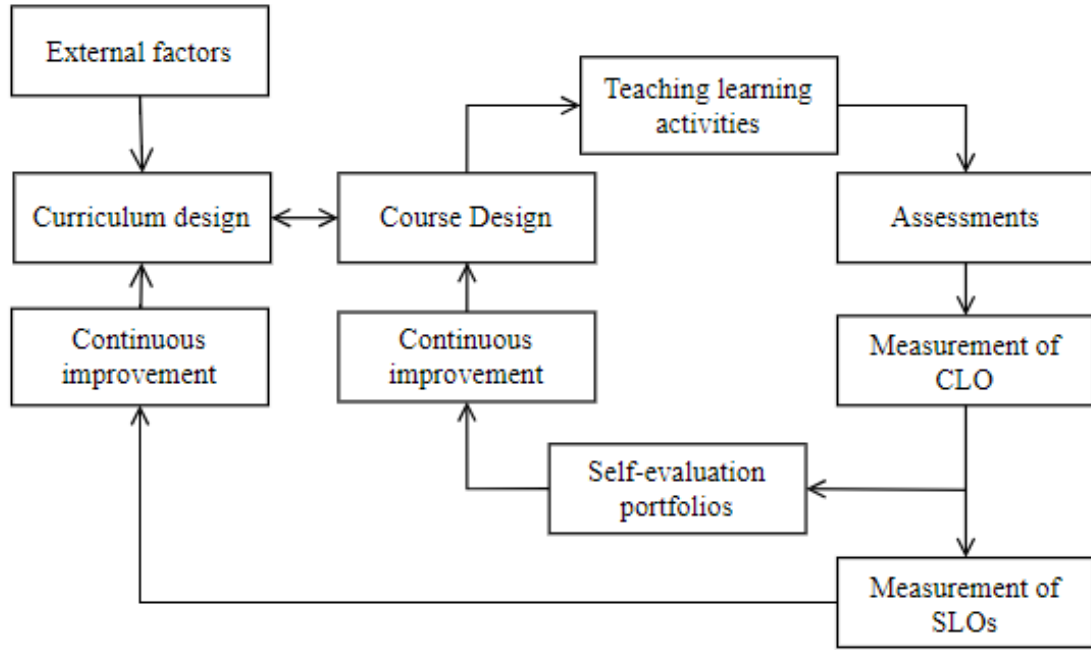 External factors
Teaching learning
activities
Curriculum design
Course Design
Assessments
Continuous
improvement
Continuous
improvement
Measurement of
CLO
Self-evaluation
portfolios
Measurement of
SLOs